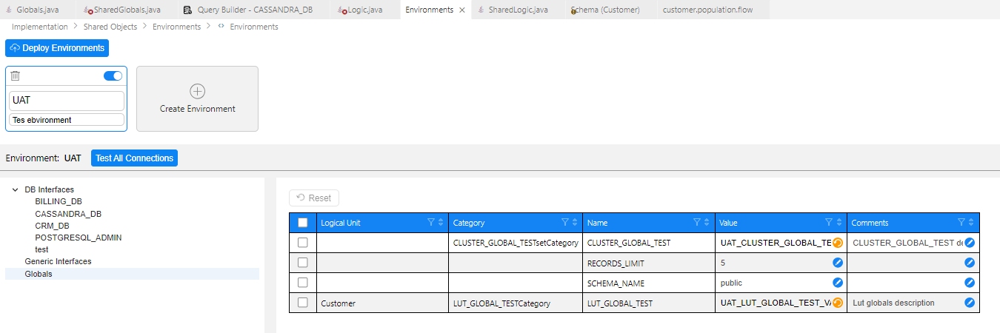 Globals.java SharedGlobals.java Query Builder - CASSANDRA_DB Logic.java Environments SharedLogic.java Schema (Customer) customer.population.flow
Implementation Shared Objects Environments Environments
Deploy Environments
UAT
Tes ebvironment
Create Environment
Environment: UAT Test All Connections
DB Interfaces
BILLING_DB
CASSANDRA_DB
CRM_DB
POSTGRESQL_ADMIN
test
Generic Interfaces
Globals
Reset
Logical Unit Category Name Value Comments
CLUSTER_GLOBAL_TESTsetCategory CLUSTER_GLOBAL_TEST UAT_CLUSTER_GLOBAL_TE CLUSTER_GLOBAL_TEST de
RECORDS_LIMIT 5
SCHEMA_NAME public
Customer LUT_GLOBAL_TESTCategory LUT_GLOBAL_TEST UAT_LUT_GLOBAL_TEST_VA Lut globals description